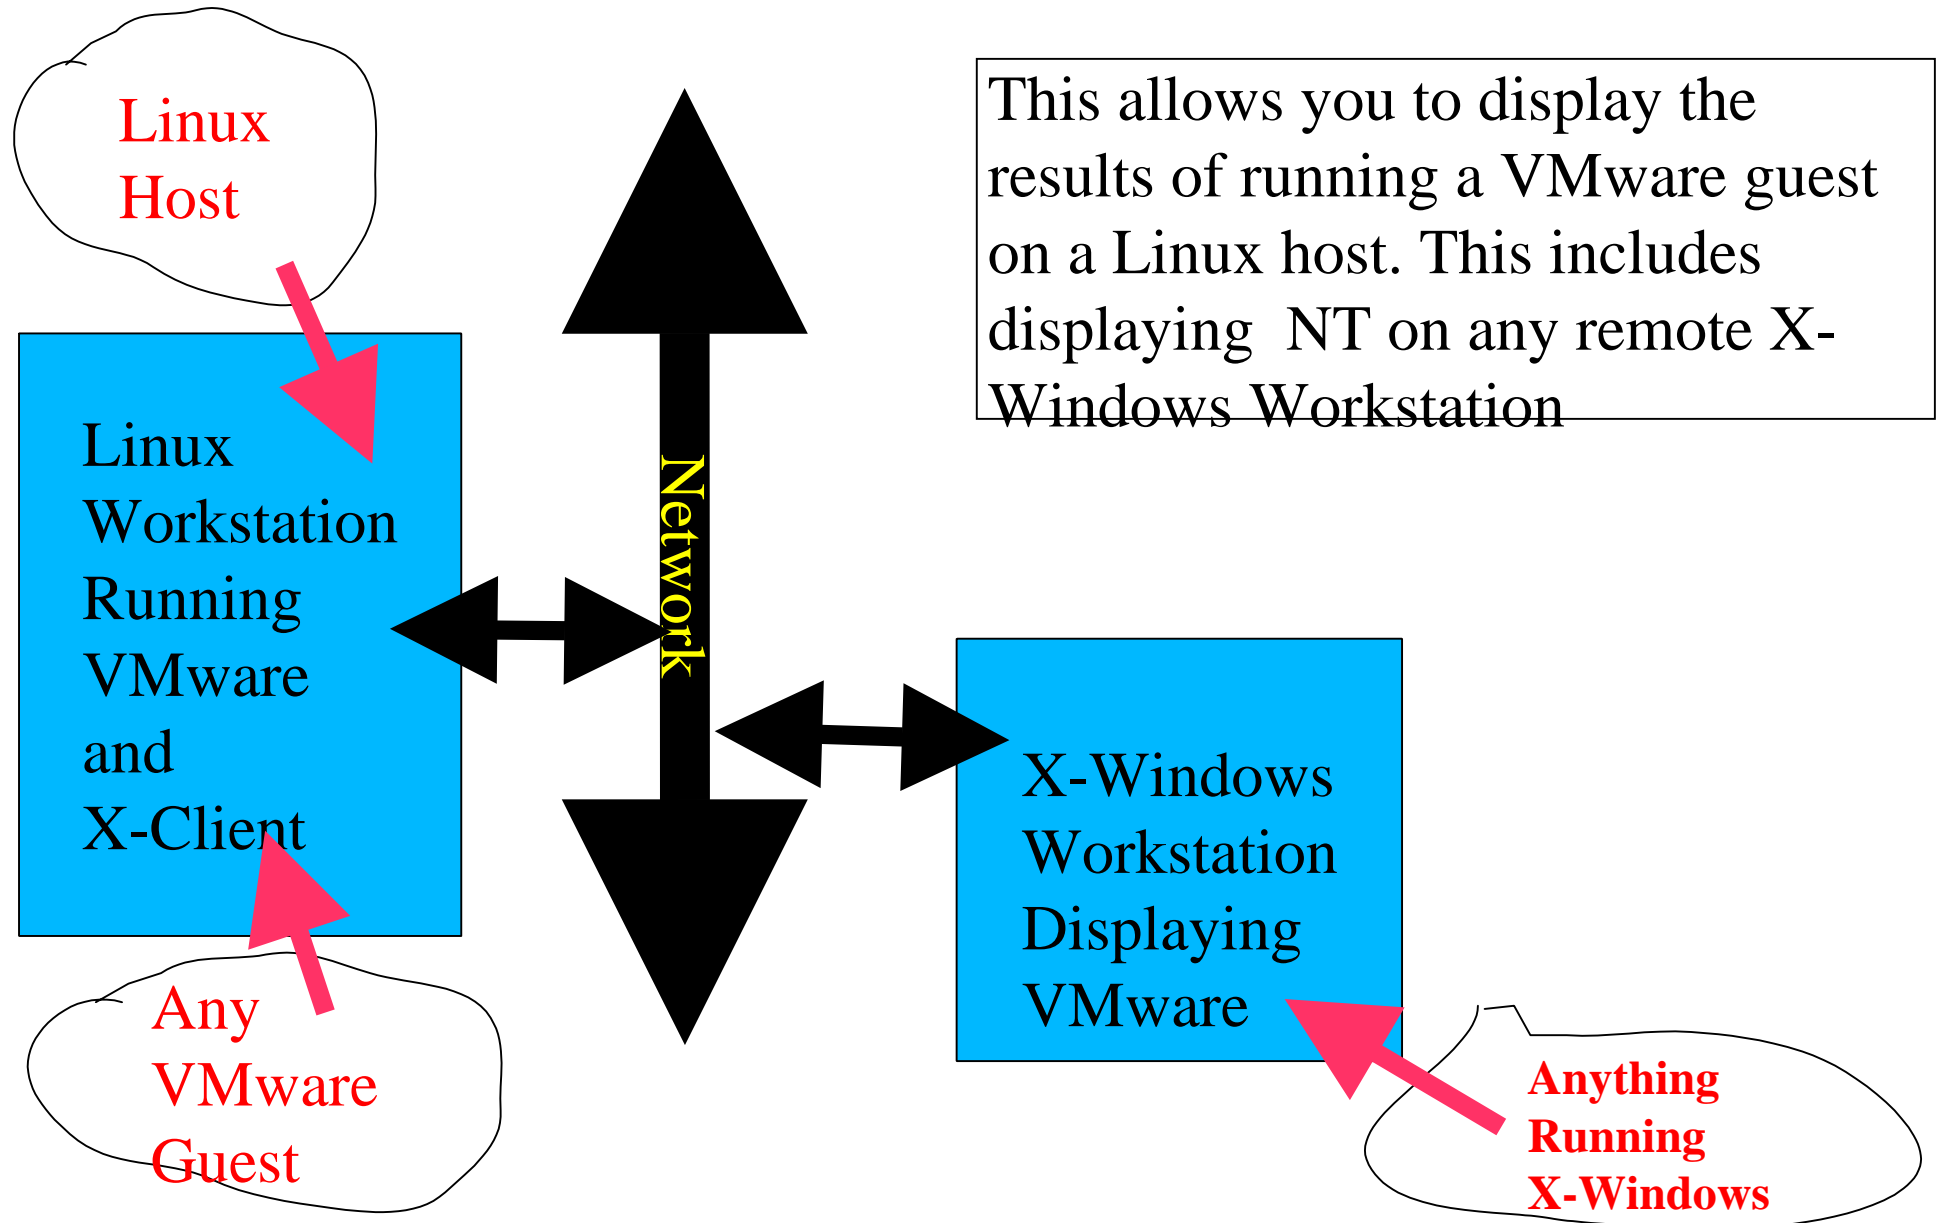 Linux
Host
This allows you to display the
results of running a VMware guest
on a Linux host. This includes
displaying  NT on any remote X-
Windows Workstation
Linux
Workstation
Running
VMware
and
X-Client
Network
X-Windows
Workstation
Displaying
VMware
Any
VMware
Guest
Anything
Running
X-Windows